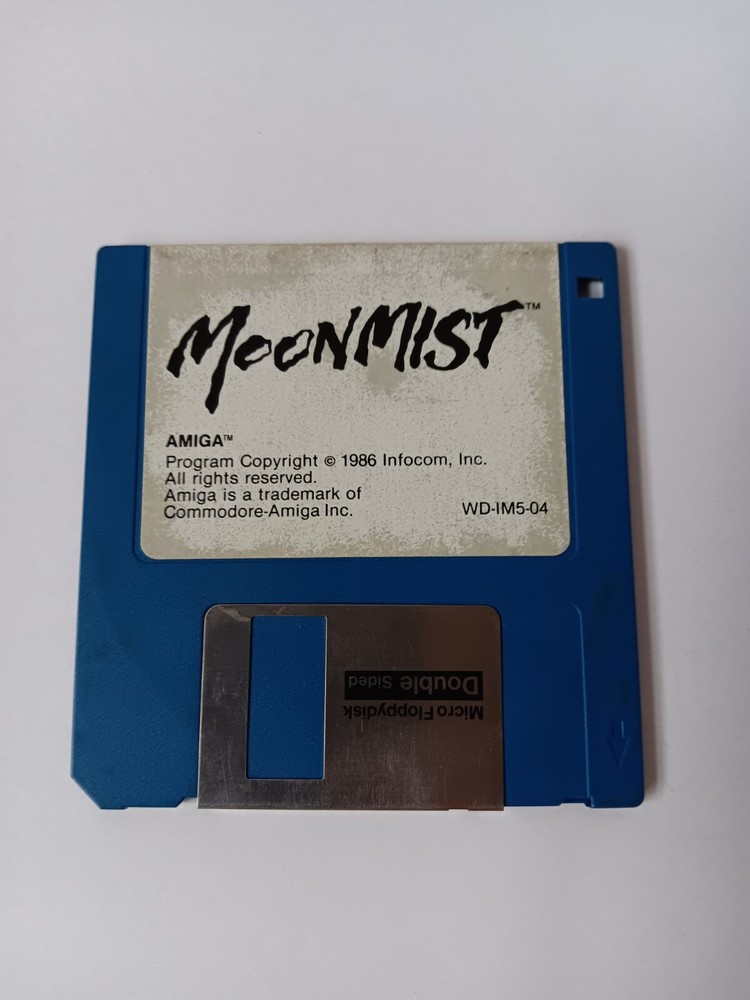 MOONMIST™
AMIGA™
Program Copyright © 1986 Infocom, Inc.
All rights reserved.
Amiga is a trademark of
Commodore-Amiga Inc.
WD-IM5-04
Double Sided
Micro Floppydisk